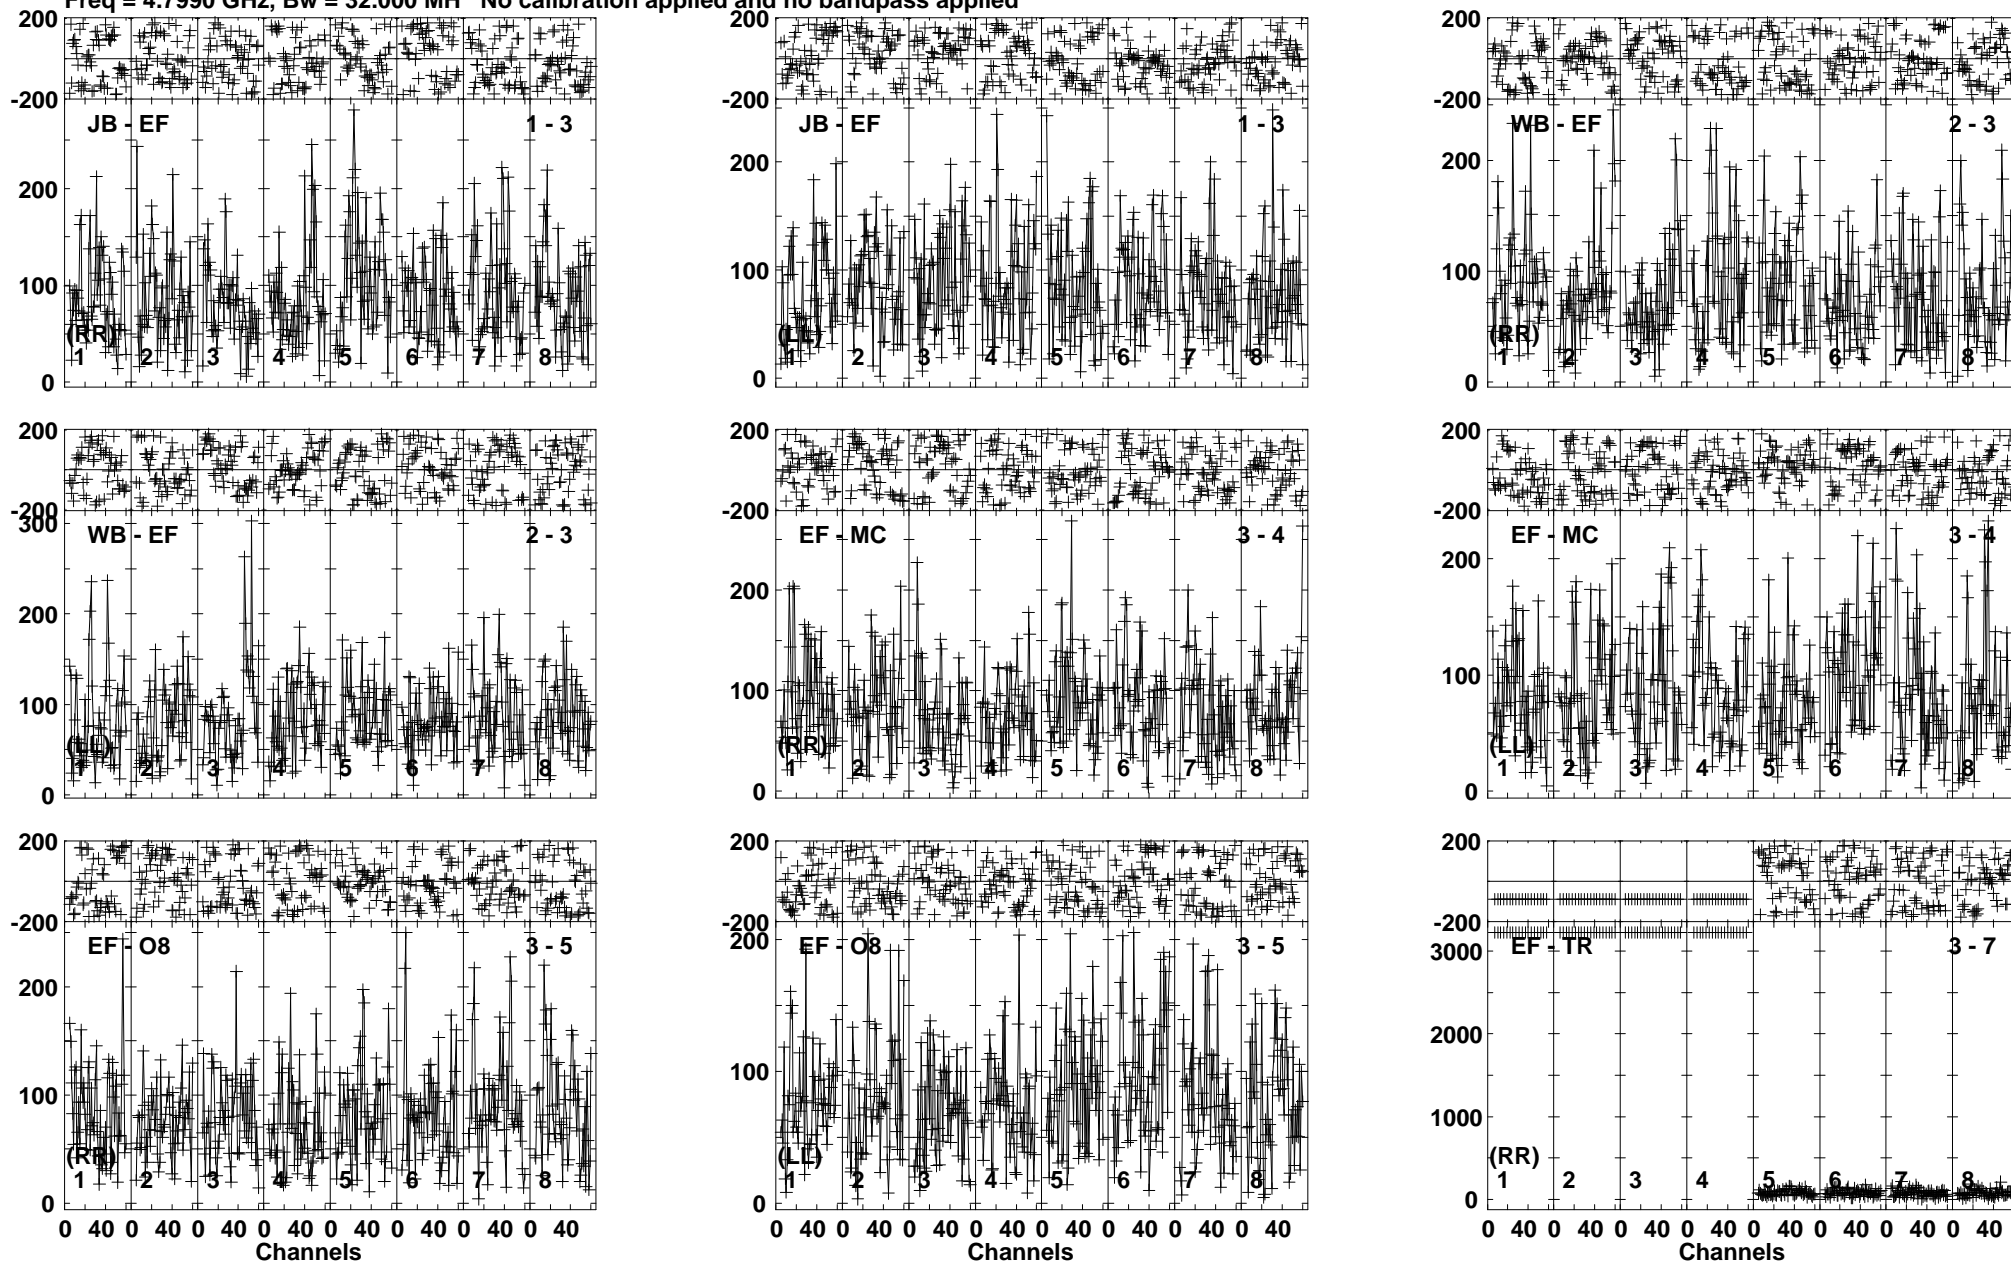 Freq = 4.7990 GHz, Bw = 32.000 MH No calibration applied and no bandpass applied
200 200 200
-200 -200 -200
JB - EF 1 - 3 JB - EF 1 - 3 WB - EF 2 - 3
200 200 200
100 100 100
(RR) (LL) (RR)
1 2 3 4 5 6 7 8 1 2 3 4 5 6 7 8 1 2 3 4 5 6 7 8
0 0 0
200 200 200
-200 -200 -200
300
WB - EF 2 - 3 EF - MC 3 - 4 EF - MC 3 - 4
200 200 200
100 100 100
(LL) (RR) (LL)
1 2 3 4 5 6 7 8 1 2 3 4 5 6 7 8 1 2 3 4 5 6 7 8
0 0 0
200 200 200
-200 -200 -200
EF - O8 3 - 5 EF - O8 3 - 5 EF - TR 3 - 7
200 200 3000
2000
100 100 1000
(RR) (LL) (RR)
1 2 3 4 5 6 7 8 1 2 3 4 5 6 7 8 1 2 3 4 5 6 7 8
0 0 0
0 40 0 40 0 40 0 40 0 40 0 40 0 40 0 40 0 40 0 40 0 40 0 40 0 40 0 40 0 40 0 40 0 40 0 40 0 40 0 40 0 40 0 40 0 40 0 40
Channels Channels Channels